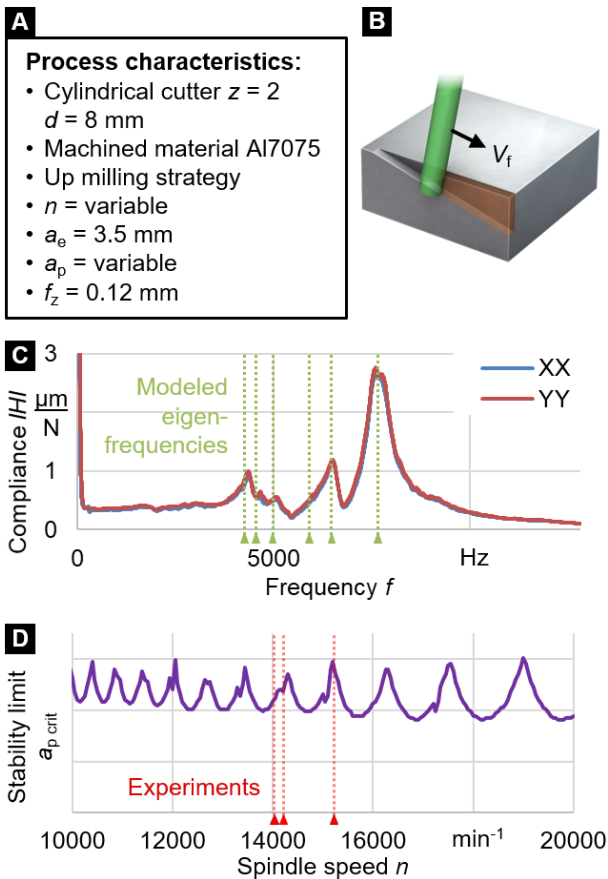 A
Process characteristics:
• Cylindrical cutter z = 2
d = 8 mm
• Machined material Al7075
• Up milling strategy
• n = variable
• ae = 3.5 mm
• ap = variable
• fz = 0.12 mm
B
Vf
C
Compliance |H|
µm
N
3
1
0
Modeled
eigen-
frequencies
XX
YY
0
5000
Hz
Frequency f
D
Stability limit
ap crit
Experiments
10000
12000
14000
16000
min-1
20000
Spindle speed n